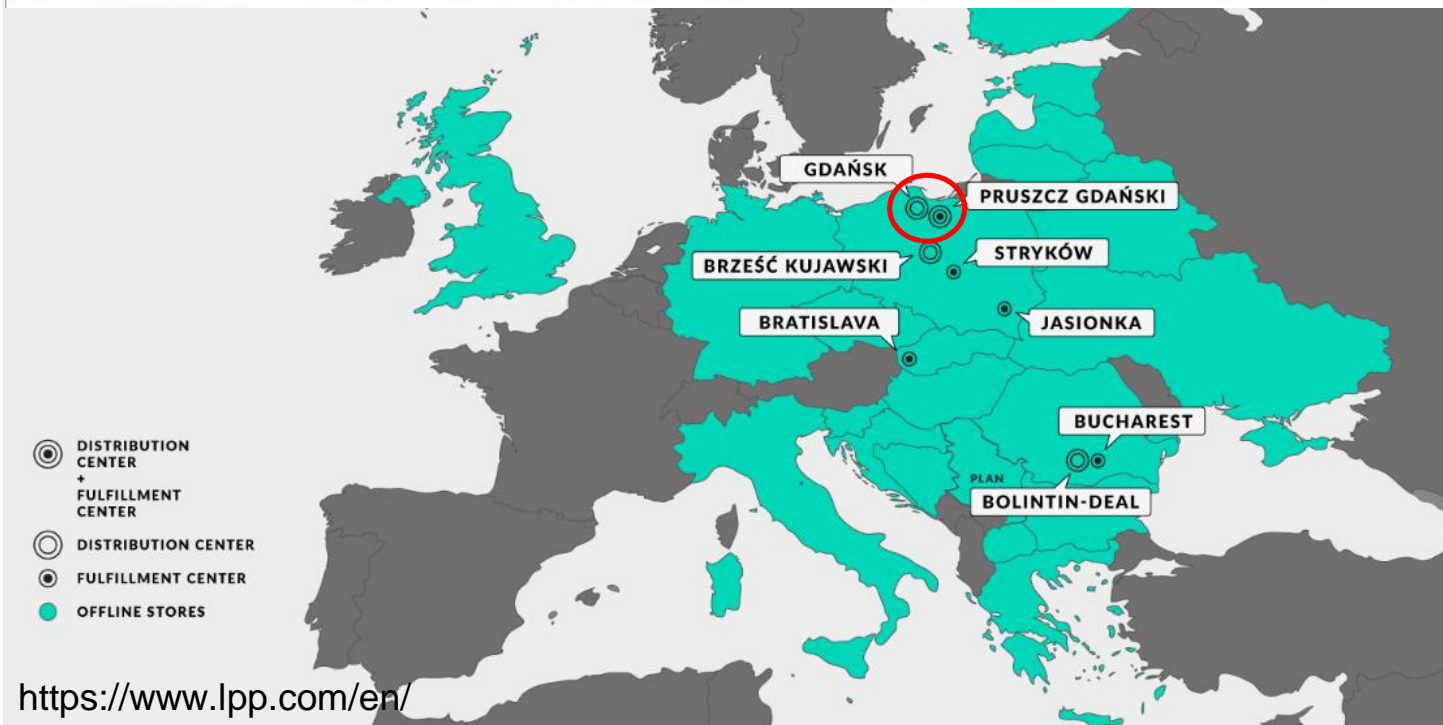 GDAŃSK
PRUSZCZ GDAŃSKI
BRZEŚĆ KUJAWSKI
STRYKÓW
BRATISLAVA
JASIONKA
BUCHAREST
PLAN
BOLINTIN-DEAL
DISTRIBUTION
CENTER
+
FULFILLMENT
CENTER
DISTRIBUTION CENTER
FULFILLMENT CENTER
OFFLINE STORES
https://www.lpp.com/en/